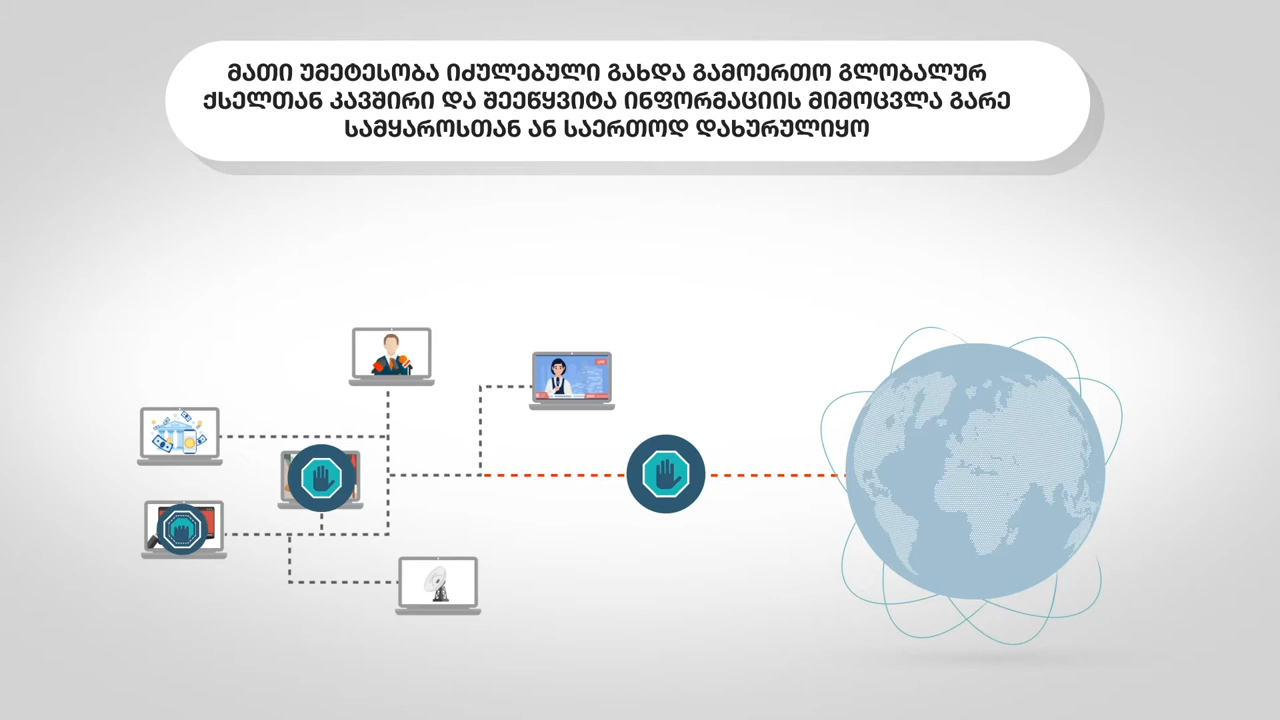 მათი უმეტესობა იძულებული გახდა გამოერთო გლობალურ
ქსელთან კავშირი და შეეწყვიტა ინფორმაციის მიმოცვლა გარე
სამყაროსთან ან საერთოდ დახურულიყო